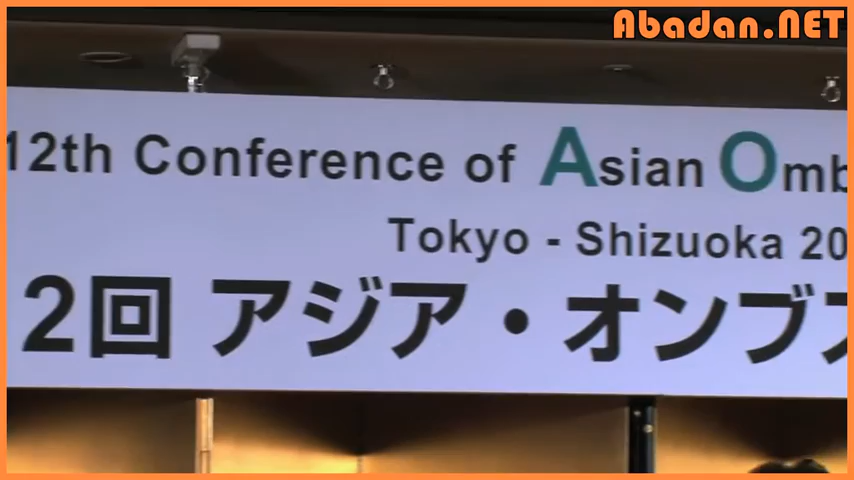 Abadan.NET
12th Conference of Asian Omb
Tokyo - Shizuoka 20
2回 アジア・オンブ